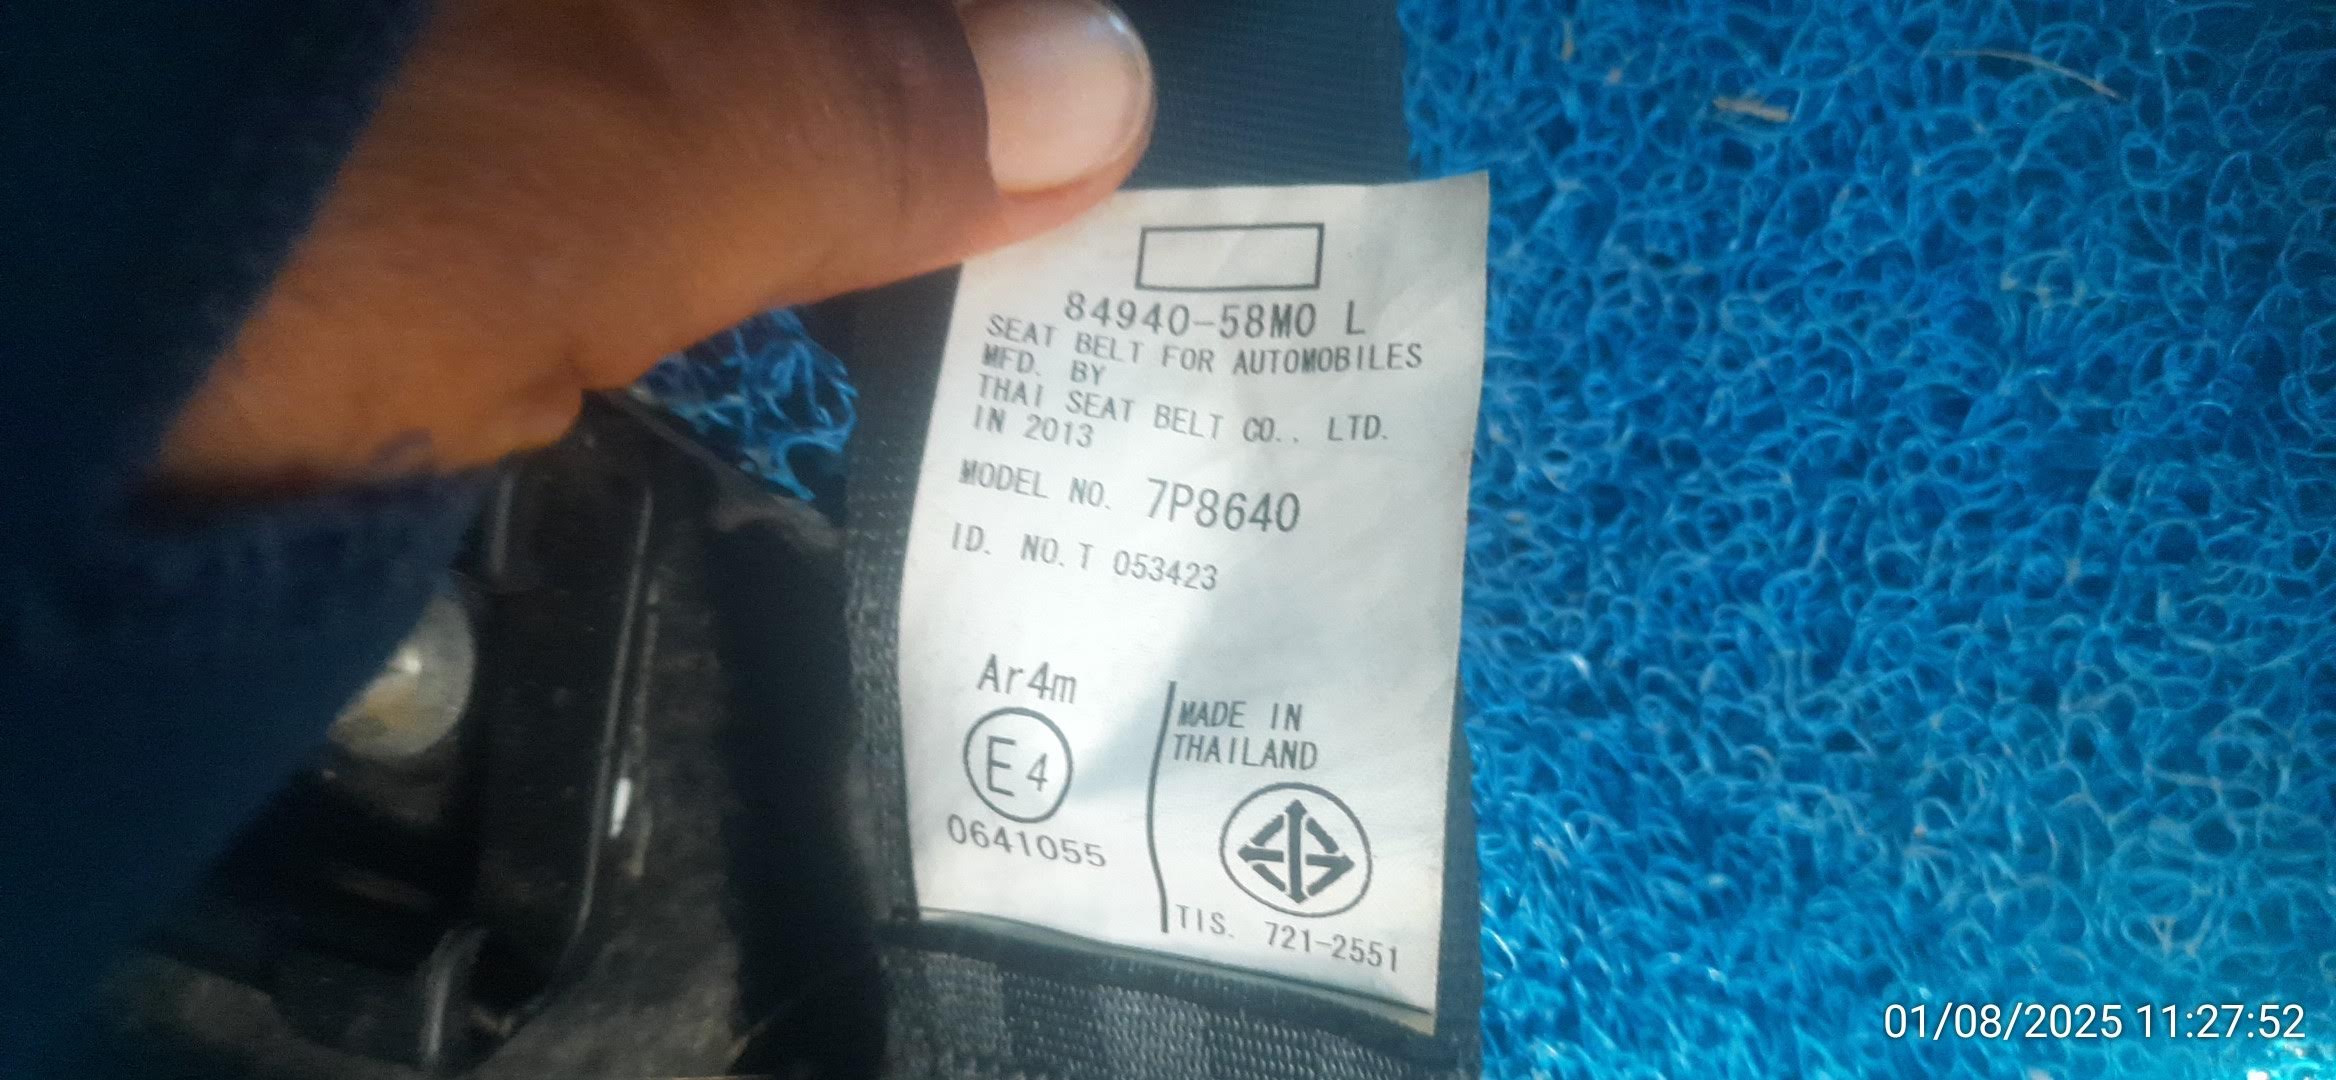 84940-58M0 L
SEAT BELT FOR AUTOMOBILES
MFD. BY
THAI SEAT BELT CO., LTD.
IN 2013
MODEL NO. 7P8640
ID. NO. T 053423
Ar4m
E4
0641055
MADE IN
THAILAND
TIS. 721-2551
01/08/2025 11:27:52